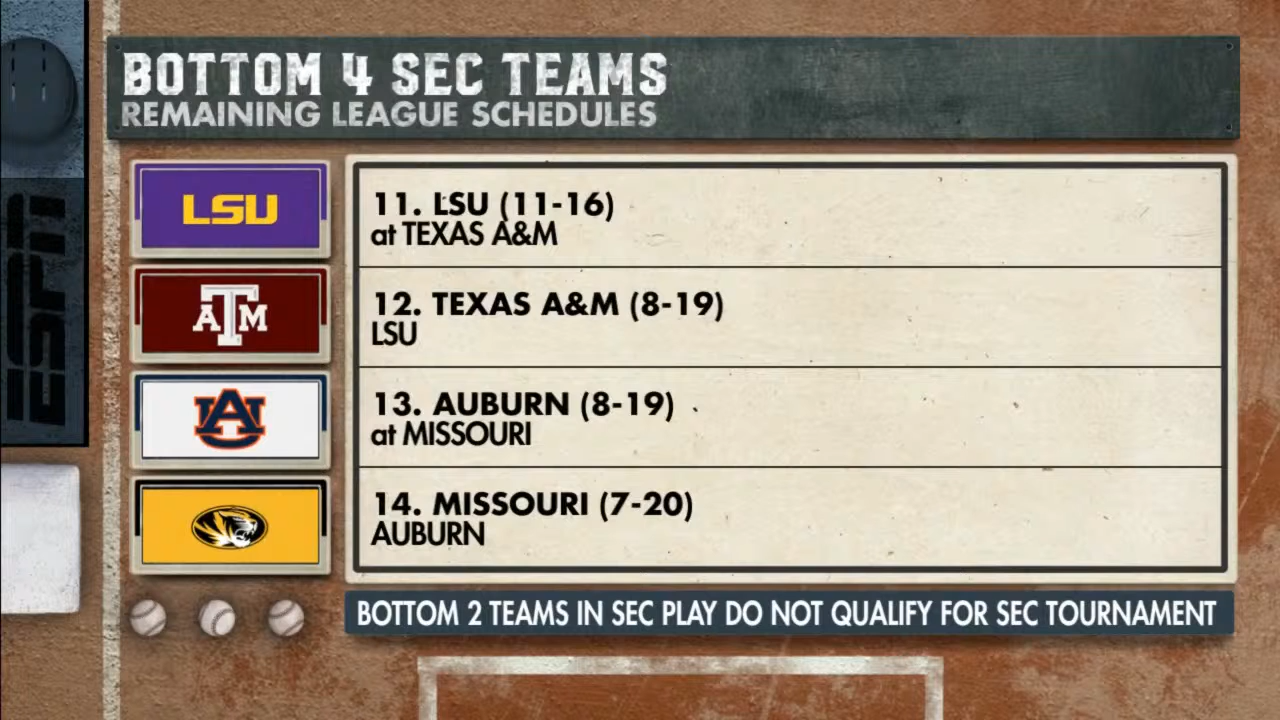 BOTTOM 4 SEC TEAMS
REMAINING LEAGUE SCHEDULES
LSU
11. LSU (11-16)
at TEXAS A&M
ATM
12. TEXAS A&M (8-19)
LSU
AU
13. AUBURN (8-19)
at MISSOURI
14. MISSOURI (7-20)
AUBURN
BOTTOM 2 TEAMS IN SEC PLAY DO NOT QUALIFY FOR SEC TOURNAMENT
ESPN